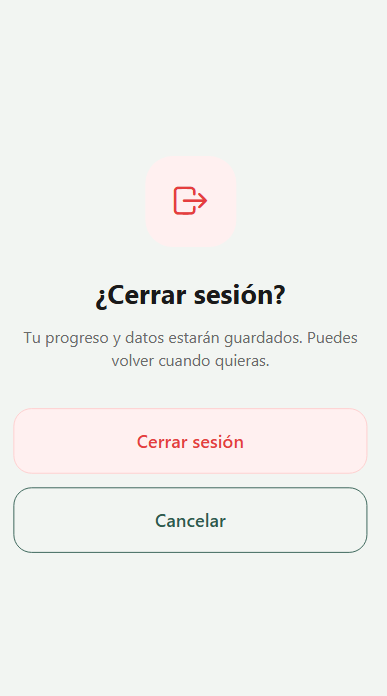 ¿Cerrar sesión?
Tu progreso y datos estarán guardados. Puedes
volver cuando quieras.
Cerrar sesión
Cancelar